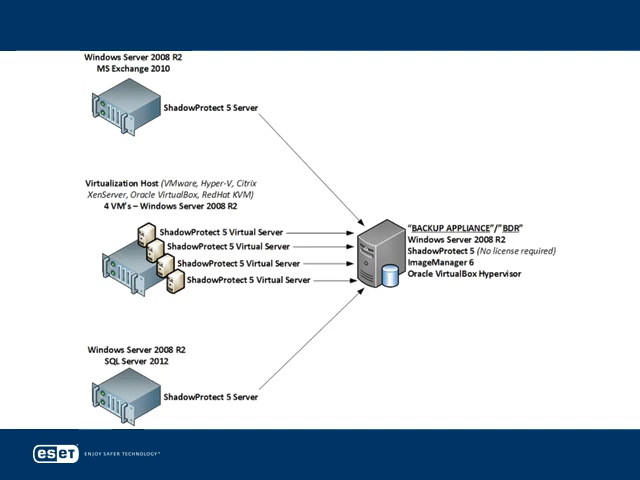 Windows Server 2008 R2
MS Exchange 2010
ShadowProtect 5 Server
Virtualization Host (VMware, Hyper-V, Citrix
XenServer, Oracle VirtualBox, RedHat KVM)
4 VM's – Windows Server 2008 R2
ShadowProtect 5 Virtual Server
ShadowProtect 5 Virtual Server
ShadowProtect 5 Virtual Server
ShadowProtect 5 Virtual Server
"BACKUP APPLIANCE"/"BDR"
Windows Server 2008 R2
ShadowProtect 5 (No license required)
ImageManager 6
Oracle VirtualBox Hypervisor
Windows Server 2008 R2
SQL Server 2012
ShadowProtect 5 Server
eseT
ENJOY SAFER TECHNOLOGY™